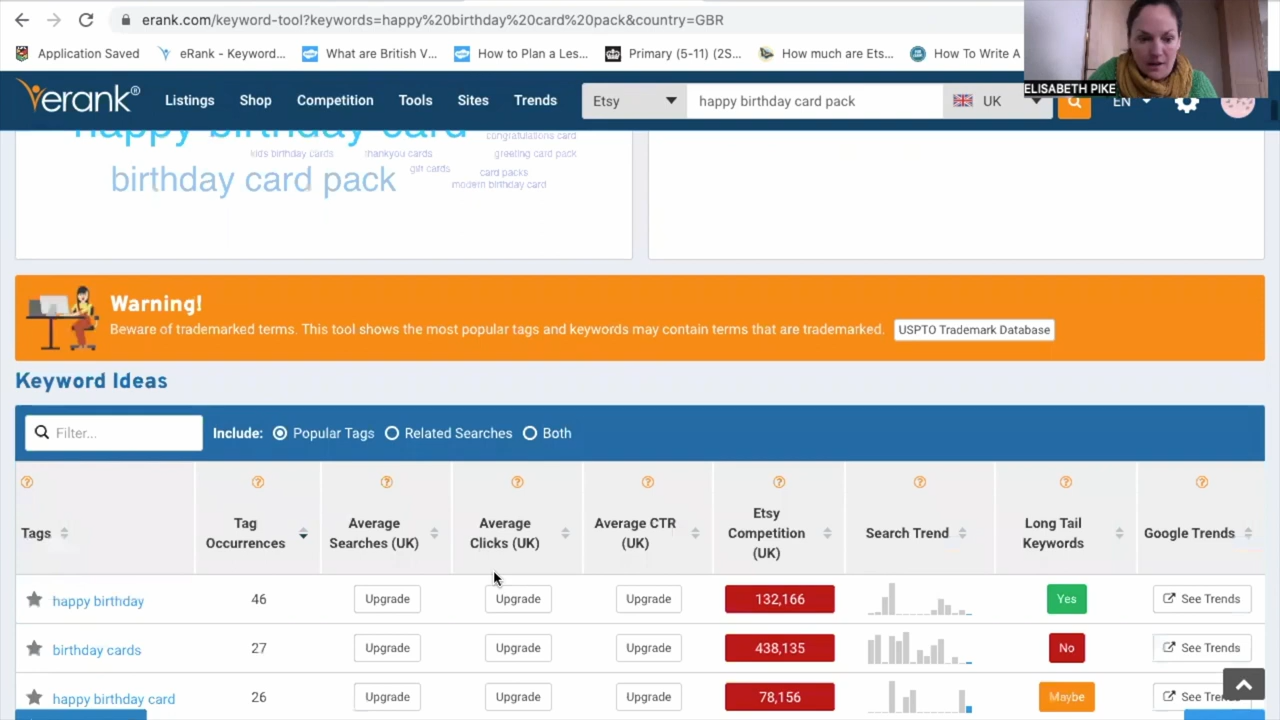 erank.com/keyword-tool?keywords=happy%20birthday%20card%20pack&country=GBR
Application Saved
eRank - Keyword...
What are British V...
How to Plan a Les...
Primary (5-11) (2S...
How much are Ets...
How To Write A
ELISABETH PIKE
erank®
Listings
Shop
Competition
Tools
Sites
Trends
Etsy
happy birthday card pack
UK
EN
happy birthday card
congratulations card
kids birthday cards
thankyou cards
greeting card pack
birthday card pack
gift cards
card packs
modern birthday card
Warning!
Beware of trademarked terms. This tool shows the most popular tags and keywords may contain terms that are trademarked.
USPTO Trademark Database
Keyword Ideas
Filter...
Include:
Popular Tags
Related Searches
Both
Tags
Tag Occurrences
Average Searches (UK)
Average Clicks (UK)
Average CTR (UK)
Etsy Competition (UK)
Search Trend
Long Tail Keywords
Google Trends
happy birthday 46 Upgrade Upgrade Upgrade 132,166 Yes See Trends
birthday cards 27 Upgrade Upgrade Upgrade 438,135 No See Trends
happy birthday card 26 Upgrade Upgrade Upgrade 78,156 Maybe See Trends